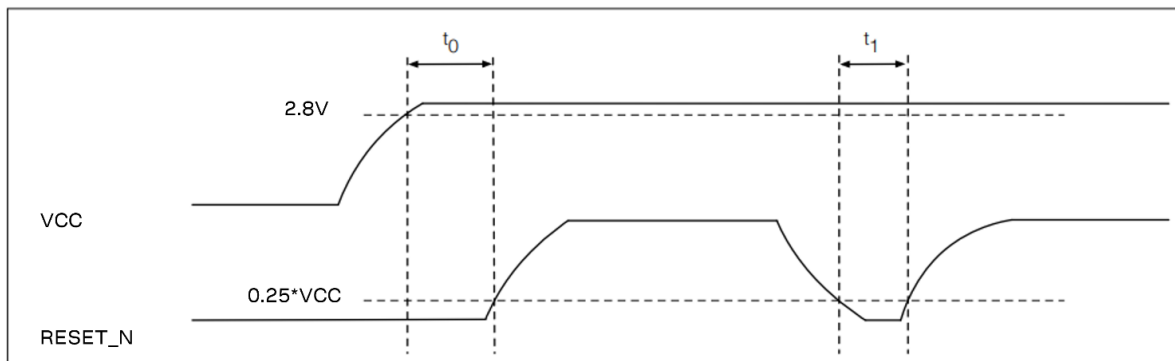 t0
t1
2.8V
VCC
0.25*VCC
RESET_N